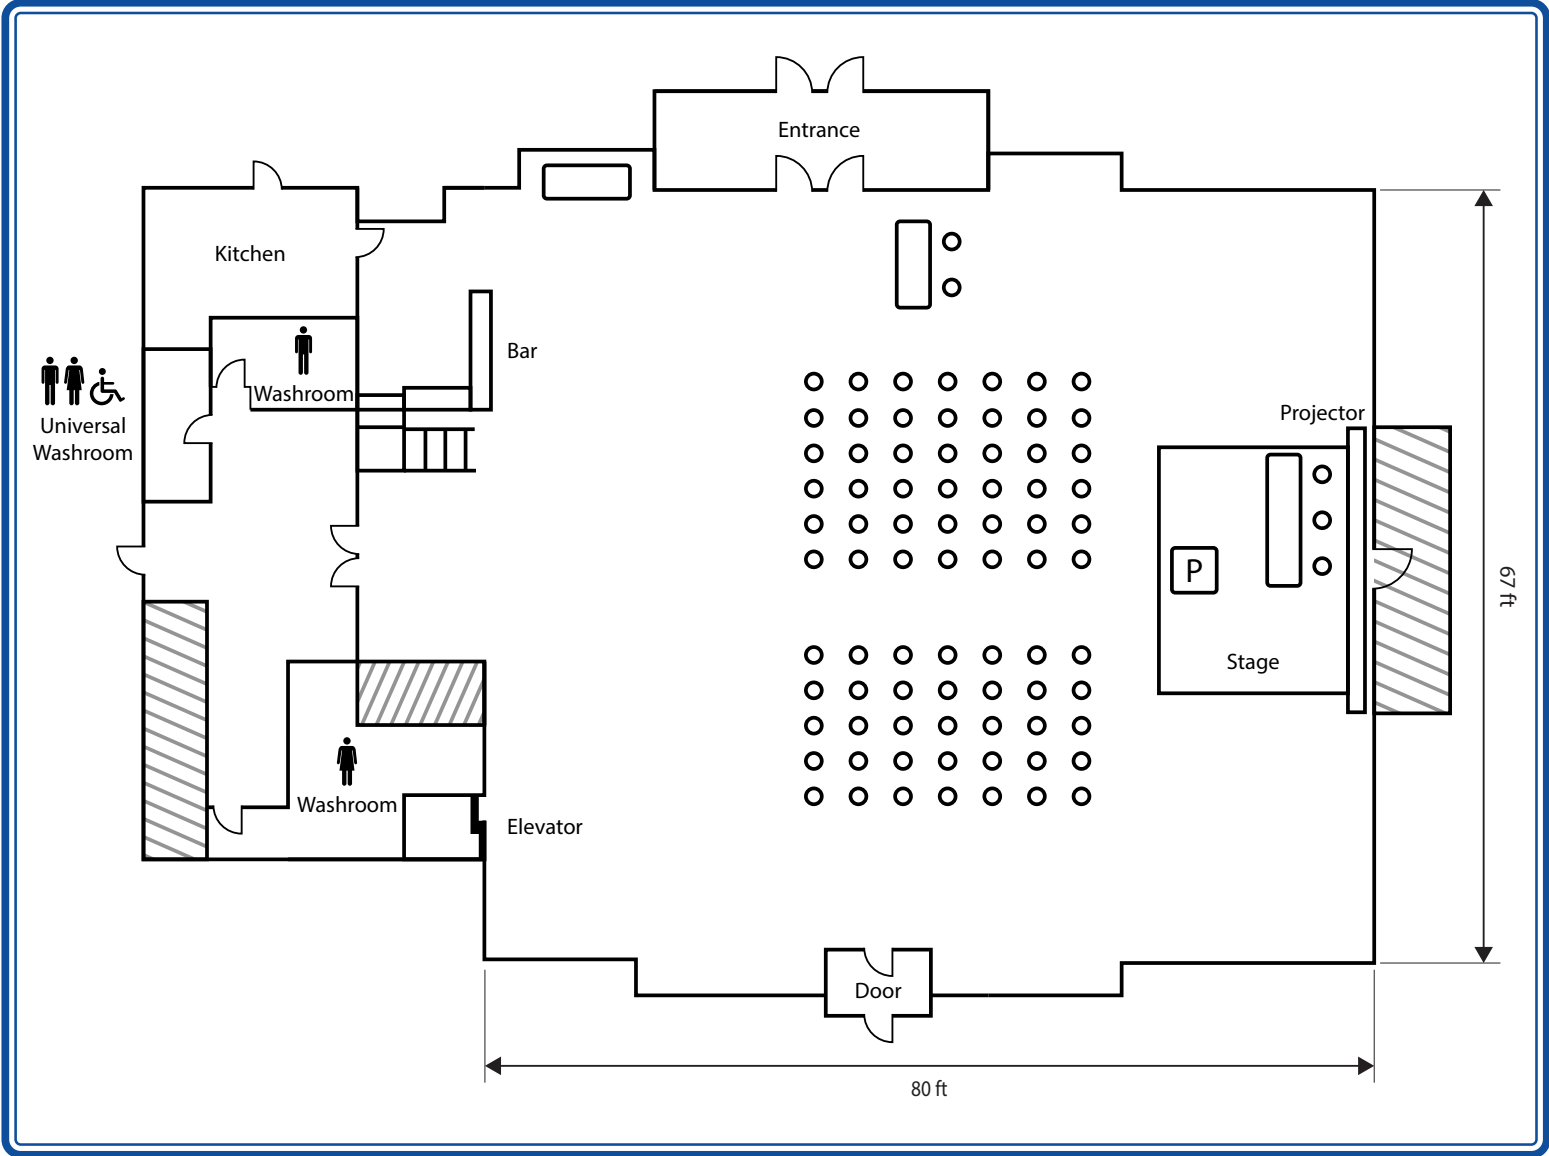 Entrance
Kitchen
Bar
Washroom
Universal
Washroom
Projector
P
Stage
67 ft
Washroom
Elevator
Door
80 ft